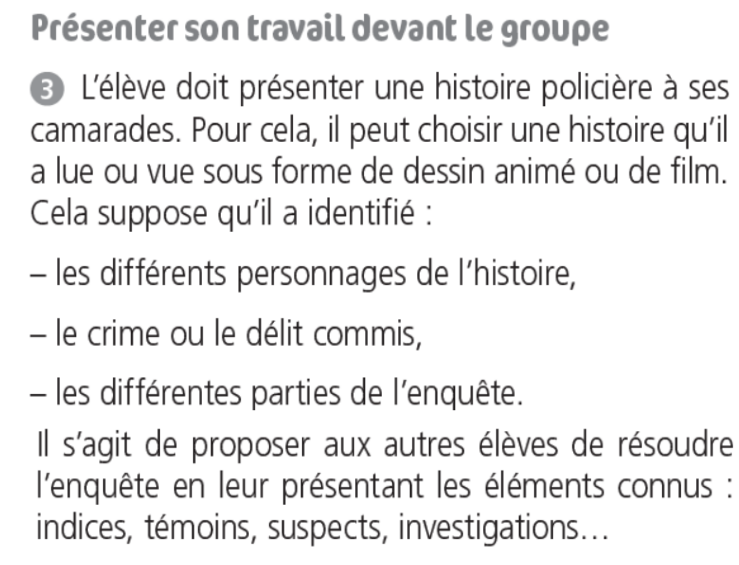 Présenter son travail devant le groupe
3 L’élève doit présenter une histoire policière à ses
camarades. Pour cela, il peut choisir une histoire qu’il
a lue ou vue sous forme de dessin animé ou de film.
Cela suppose qu’il a identifié :
– les différents personnages de l’histoire,
– le crime ou le délit commis,
– les différentes parties de l’enquête.
Il s’agit de proposer aux autres élèves de résoudre
l’enquête en leur présentant les éléments connus :
indices, témoins, suspects, investigations…